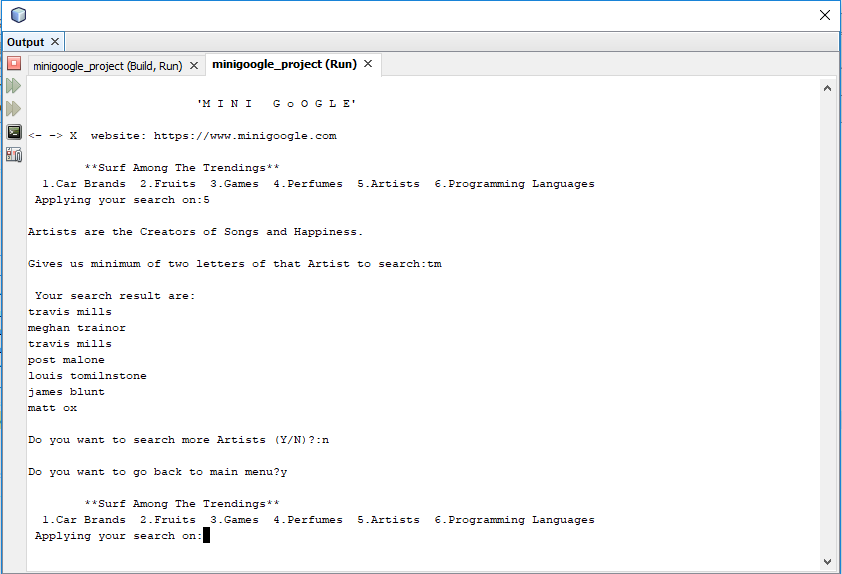 Output ×
minigoogle_project (Build, Run) × minigoogle_project (Run) ×
'M I N I   G o O G L E'
<- -> X  website: https://www.minigoogle.com
**Surf Among The Trendings**
1.Car Brands  2.Fruits  3.Games  4.Perfumes  5.Artists  6.Programming Languages
Applying your search on:5
Artists are the Creators of Songs and Happiness.
Gives us minimum of two letters of that Artist to search:tm
Your search result are:
travis mills
meghan trainor
travis mills
post malone
louis tomilnstone
james blunt
matt ox
Do you want to search more Artists (Y/N)?:n
Do you want to go back to main menu?y
**Surf Among The Trendings**
1.Car Brands  2.Fruits  3.Games  4.Perfumes  5.Artists  6.Programming Languages
Applying your search on: